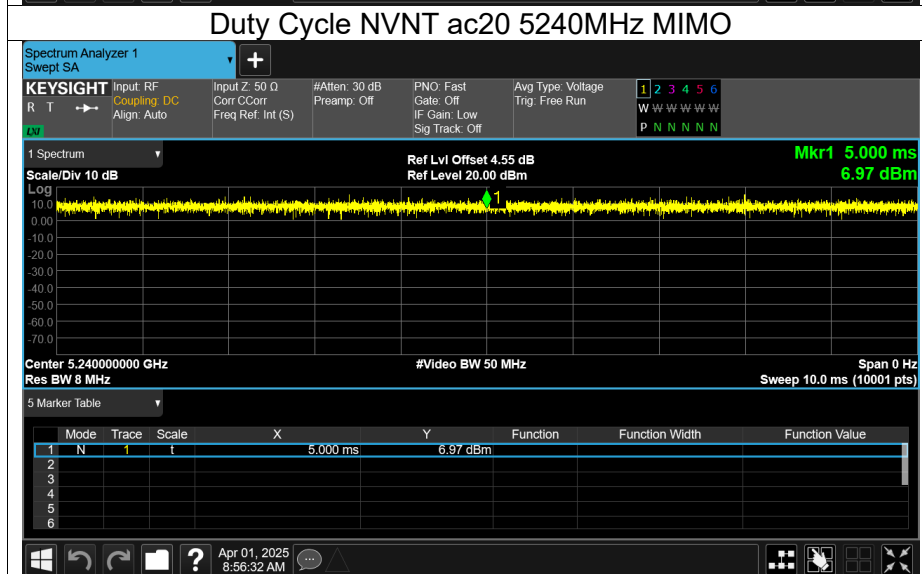 Duty Cycle NVNT ac20 5240MHz MIMO
Spectrum Analyzer 1
Swept SA
+
KEYSIGHT Input: RF Input Z: 50 Ω #Atten: 30 dB PNO: Fast Avg Type: Voltage 1 2 3 4 5 6
R T Coupling: DC Corr CCorr Preamp: Off Gate: Off Trig: Free Run W W W W W W
Align: Auto Freq Ref: Int (S) IF Gain: Low
LXI Sig Track: Off P N N N N N
1 Spectrum Ref Lvl Offset 4.55 dB Mkr1 5.000 ms
Scale/Div 10 dB Ref Level 20.00 dBm 6.97 dBm
Log
10.0
0.00
-10.0
-20.0
-30.0
-40.0
-50.0
-60.0
-70.0
1
Center 5.240000000 GHz #Video BW 50 MHz Span 0 Hz
Res BW 8 MHz Sweep 10.0 ms (10001 pts)
5 Marker Table
Mode Trace Scale X Y Function Function Width Function Value
1 N 1 t 5.000 ms 6.97 dBm
2
3
4
5
6
? Apr 01, 2025
8:56:32 AM